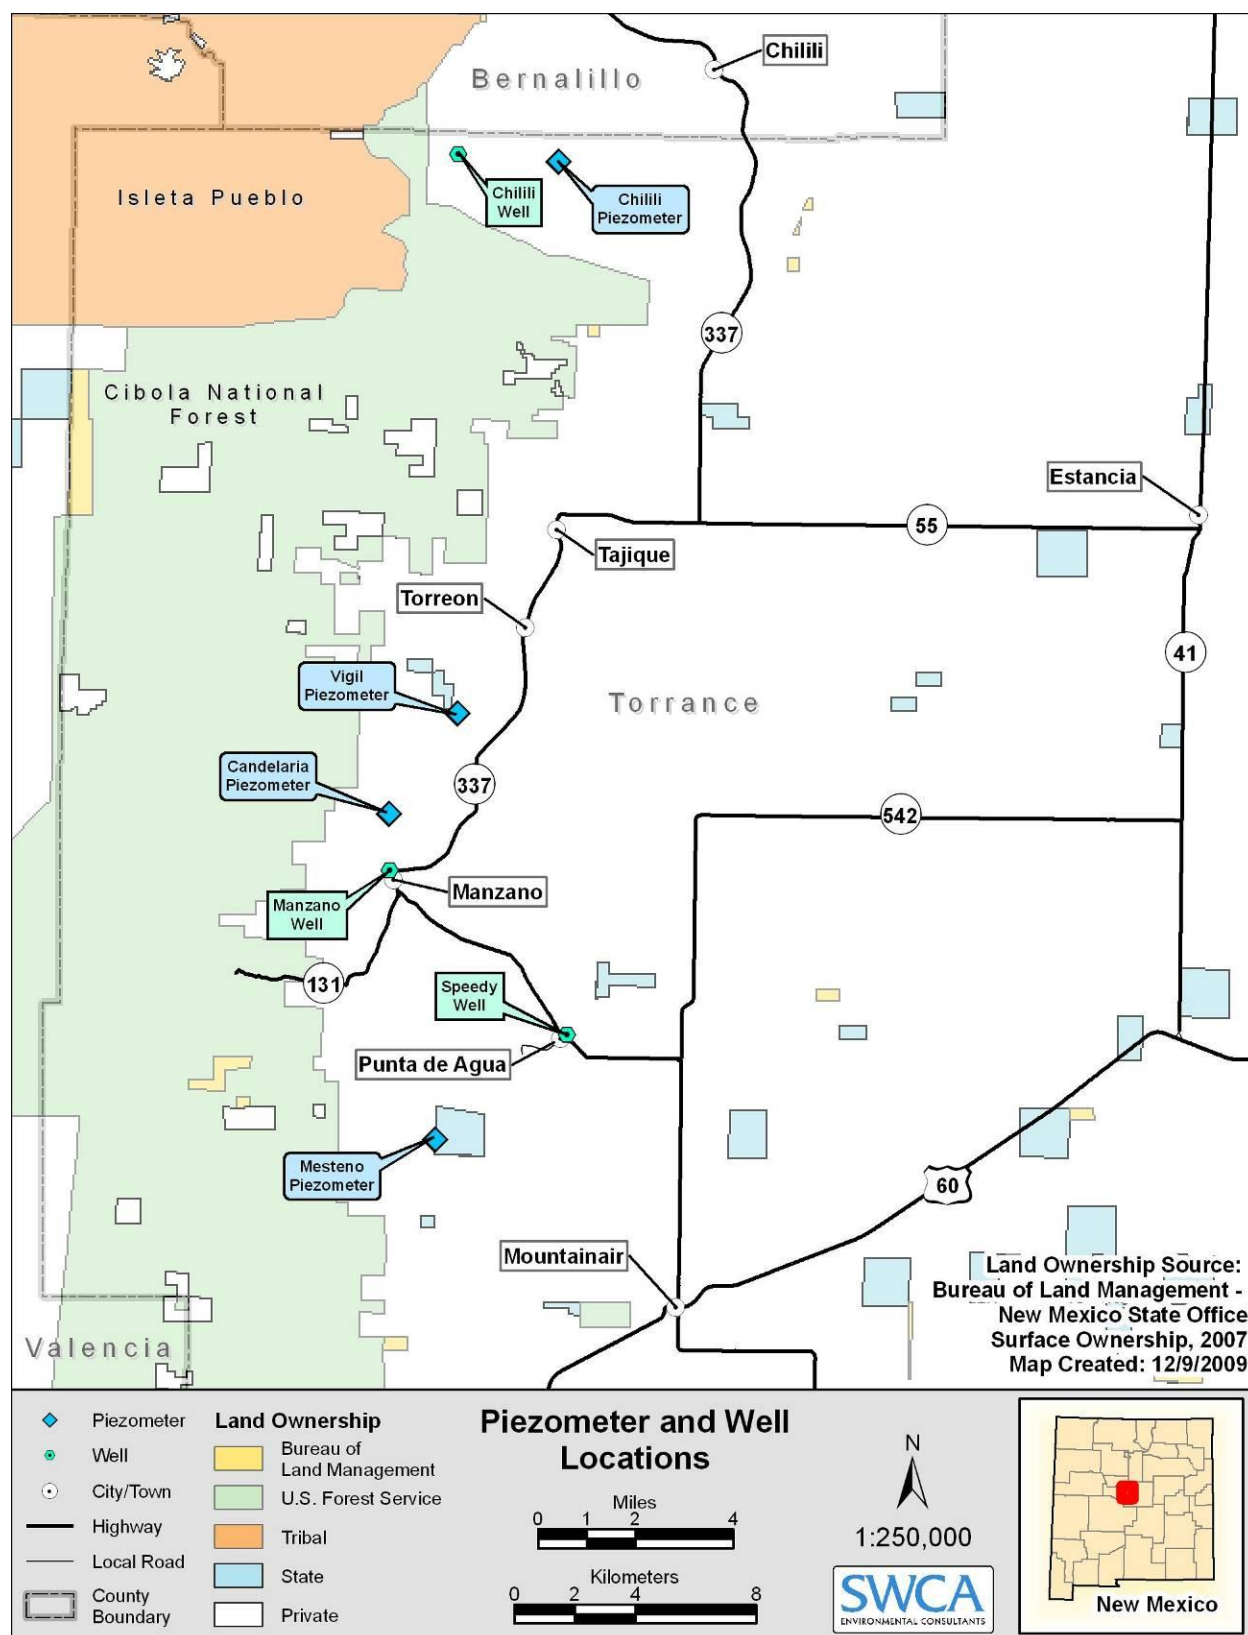 Chilili
Bernalillo
Isleta Pueblo
Chilili
Well
Chilili
Piezometer
337
Cibola National
Forest
Estancia
55
Tajique
Torreon
41
Vigil
Piezometer
Torrance
Candelaria
Piezometer
337
542
Manzano
Manzano
Well
131
Speedy
Well
Punta de Agua
Mesteno
Piezometer
60
Mountainair
Land Ownership Source:
Bureau of Land Management -
New Mexico State Office
Surface Ownership, 2007
Map Created: 12/9/2009
Valencia
Piezometer
Well
City/Town
Highway
Local Road
County
Boundary
Land Ownership
Bureau of
Land Management
U.S. Forest Service
Tribal
State
Private
Piezometer and Well
Locations
Miles
0 1 2 4
Kilometers
0 2 4 8
N
1:250,000
SWCA
ENVIRONMENTAL CONSULTANTS
New Mexico